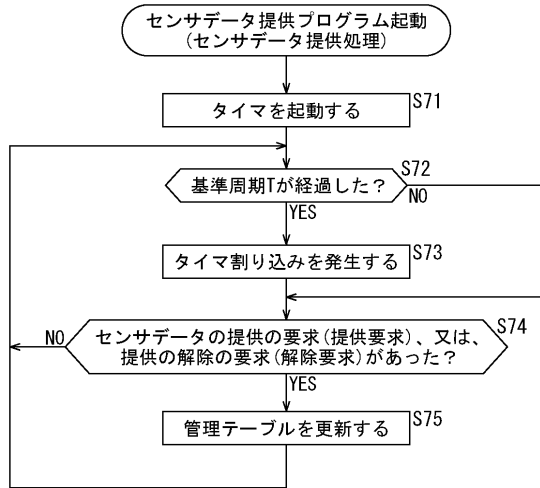 センサデータ提供プログラム起動
(センサデータ提供処理)
タイマを起動する
S71
基準周期Tが経過した?
S72
NO
YES
タイマ割り込みを発生する
S73
センサデータの提供の要求(提供要求)、又は、
提供の解除の要求(解除要求)があった?
S74
NO
YES
管理テーブルを更新する
S75